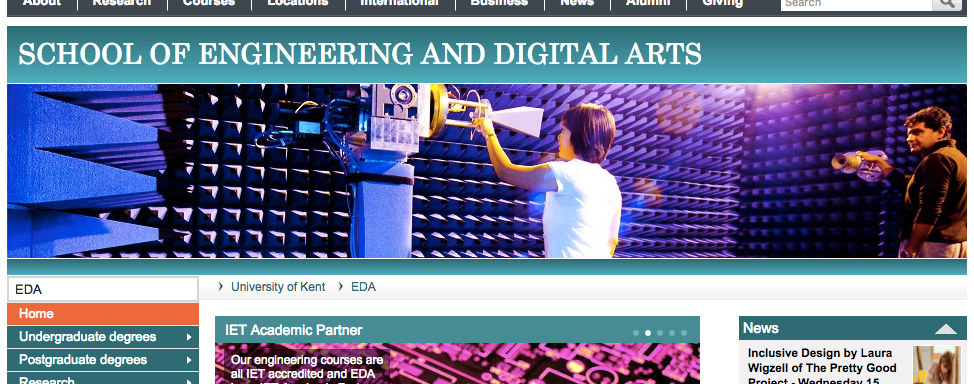 About Research Courses Locations International Business News Alumni Giving Search
SCHOOL OF ENGINEERING AND DIGITAL ARTS
EDA
University of Kent EDA
Home
Undergraduate degrees
Postgraduate degrees
Research
IET Academic Partner
Our engineering courses are
all IET accredited and EDA
News
Inclusive Design by Laura
Wigzell of The Pretty Good
Project - Wednesday 15